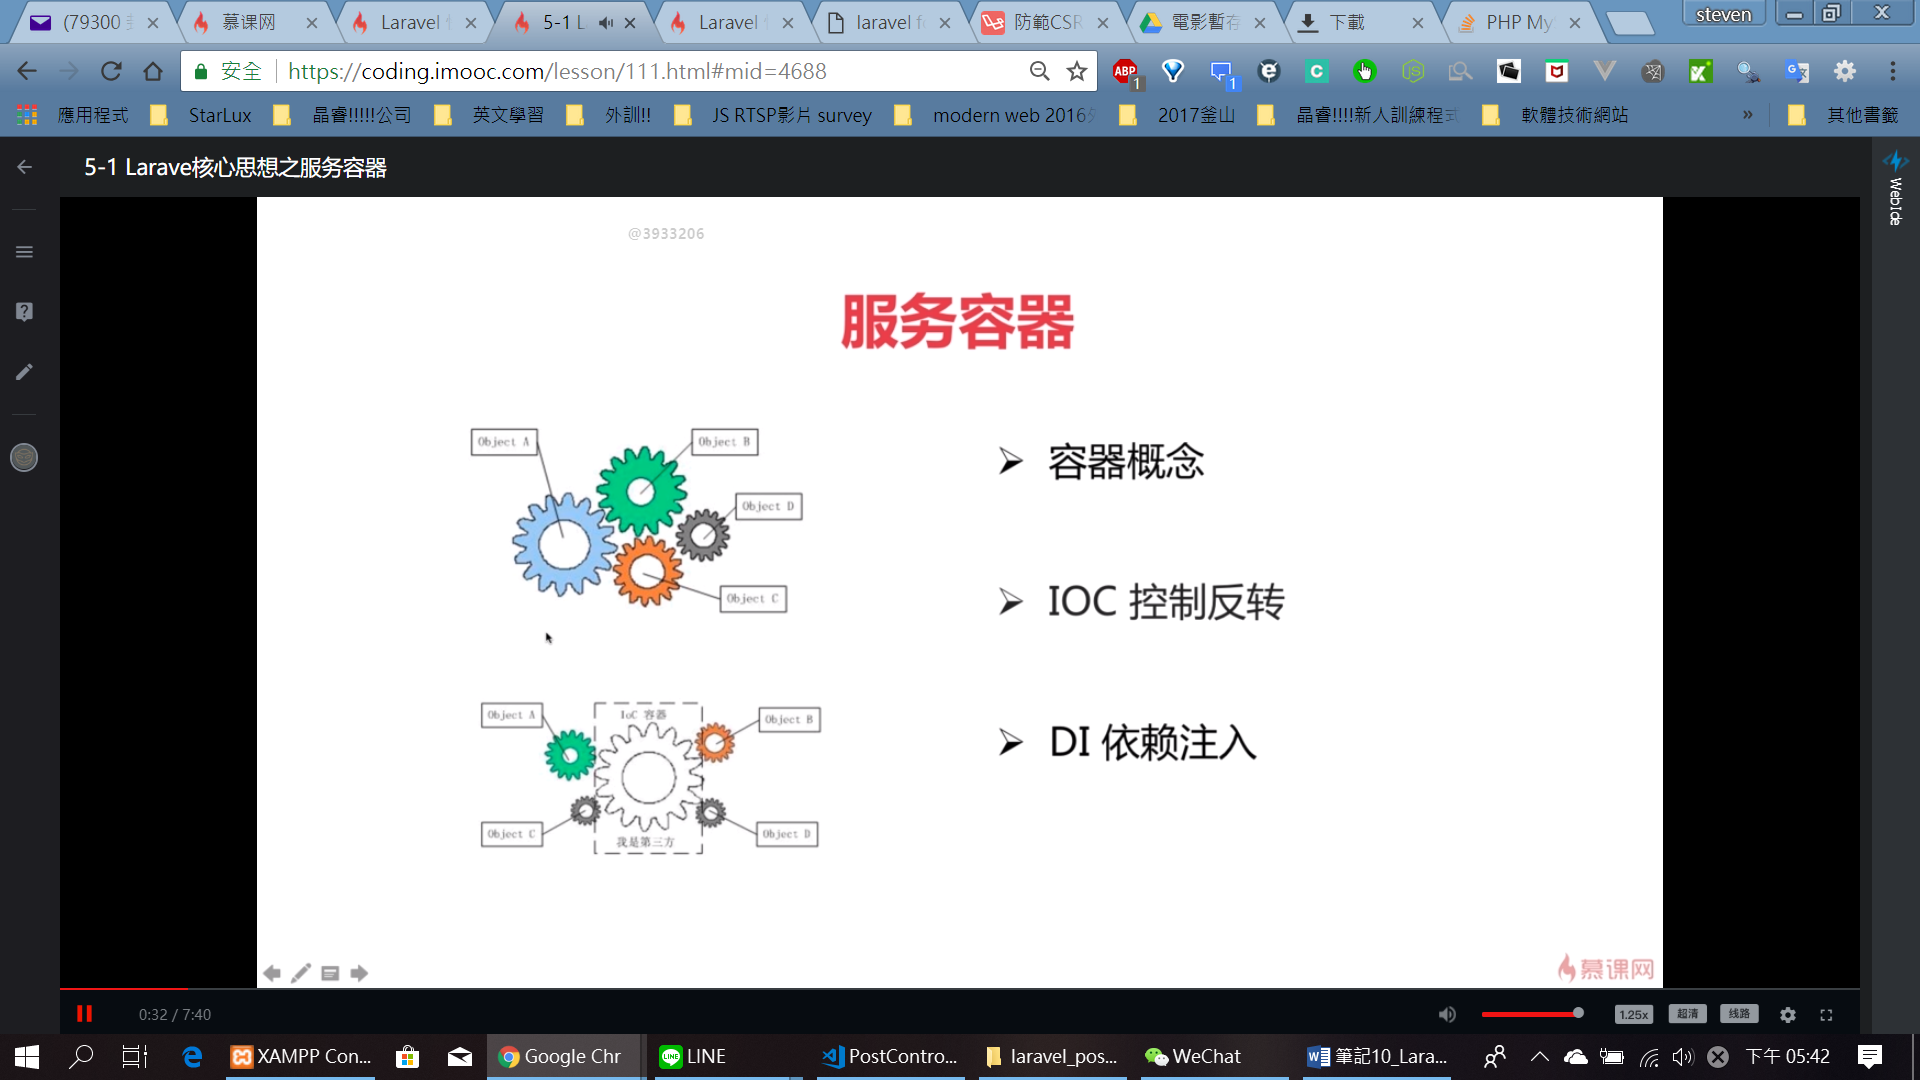 (79300
慕课网
Laravel
5-1 L
Laravel
laravel f
防範CSR
電影暫存
下載
PHP My
steven
安全
https://coding.imooc.com/lesson/111.html#mid=4688
ABP
1
1
應用程式
StarLux
晶睿!!!!!公司
英文學習
外訓!!
JS RTSP影片 survey
modern web 2016
2017釜山
晶睿!!!!新人訓練程式
軟體技術網站
»
其他書籤
5-1 Larave核心思想之服务容器
WebIde
@3933206
服务容器
Object A
Object B
Object D
Object C
容器概念
IOC 控制反转
DI 依赖注入
Object A
IoC 容器
Object B
Object C
我是第三方
Object D
慕课网
0:32 / 7:40
1.25x
超清
线路
XAMPP Con...
Google Chr
LINE
PostContro...
laravel_pos...
WeChat
筆記10_Lara...
下午 05:42